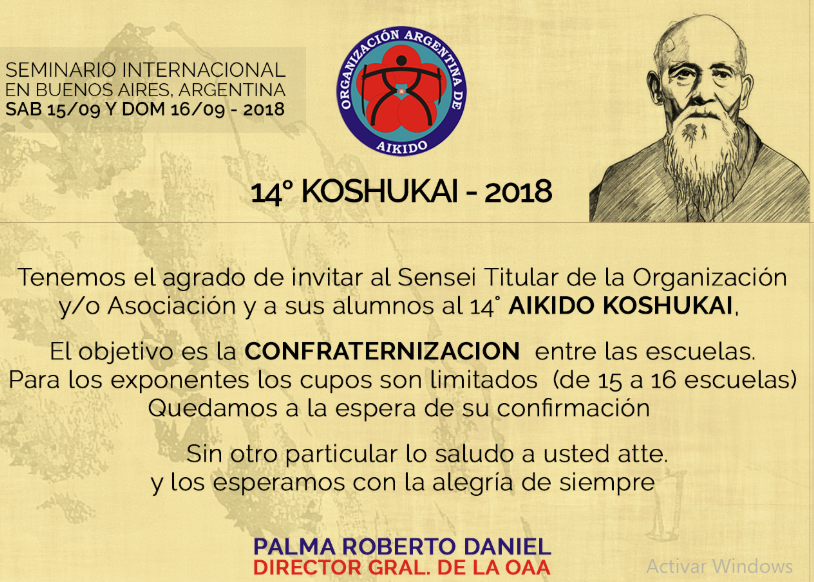 SEMINARIO INTERNACIONAL
EN BUENOS AIRES, ARGENTINA
SAB 15/09 Y DOM 16/09 - 2018
ORGANIZACIÓN ARGENTINA DE
AIKIDO
14º KOSHUKAI - 2018
Tenemos el agrado de invitar al Sensei Titular de la Organización
y/o Asociación y a sus alumnos al 14° AIKIDO KOSHUKAI,
El objetivo es la CONFRATERNIZACION entre las escuelas.
Para los exponentes los cupos son limitados (de 15 a 16 escuelas)
Quedamos a la espera de su confirmación
Sin otro particular lo saludo a usted atte.
y los esperamos con la alegría de siempre
PALMA ROBERTO DANIEL
DIRECTOR GRAL. DE LA OAA
Activar Windows